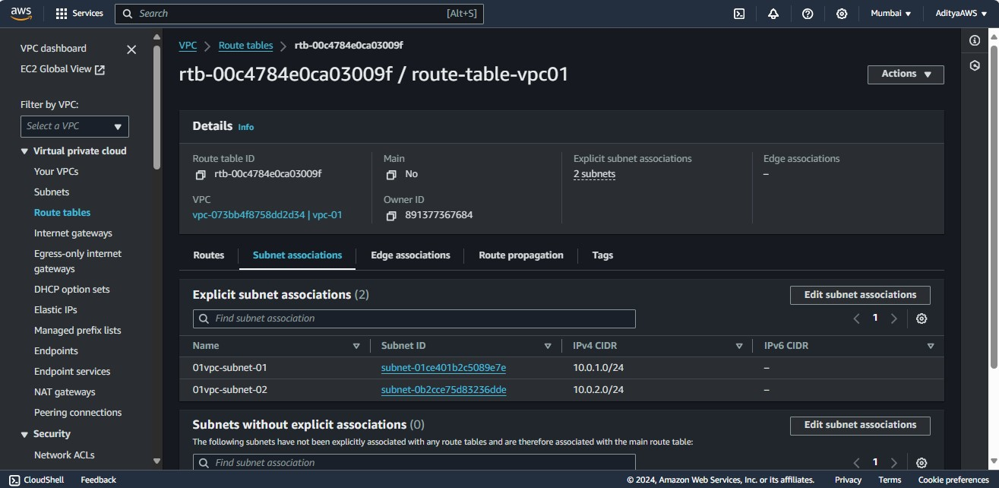 aws
Services
Search
[Alt+S]
Mumbai
AdityaAWS
VPC dashboard
EC2 Global View
Filter by VPC:
Select a VPC
Virtual private cloud
Your VPCs
Subnets
Route tables
Internet gateways
Egress-only internet
gateways
DHCP option sets
Elastic IPs
Managed prefix lists
Endpoints
Endpoint services
NAT gateways
Peering connections
Security
Network ACLs
VPC
Route tables
rtb-00c4784e0ca03009f
rtb-00c4784e0ca03009f / route-table-vpc01
Actions
Details Info
Route table ID
rtb-00c4784e0ca03009f
Main
No
Explicit subnet associations
2 subnets
Edge associations
–
VPC
vpc-073bb4f8758dd2d34 | vpc-01
Owner ID
891377367684
Routes
Subnet associations
Edge associations
Route propagation
Tags
Explicit subnet associations (2)
Edit subnet associations
Find subnet association
1
Name
Subnet ID
IPv4 CIDR
IPv6 CIDR
01vpc-subnet-01
subnet-01ce401b2c5089e7e
10.0.1.0/24
–
01vpc-subnet-02
subnet-0b2cce75d83236dde
10.0.2.0/24
–
Subnets without explicit associations (0)
The following subnets have not been explicitly associated with any route tables and are therefore associated with the main route table:
Edit subnet associations
Find subnet association
1
CloudShell
Feedback
© 2024, Amazon Web Services, Inc. or its affiliates.
Privacy
Terms
Cookie preferences